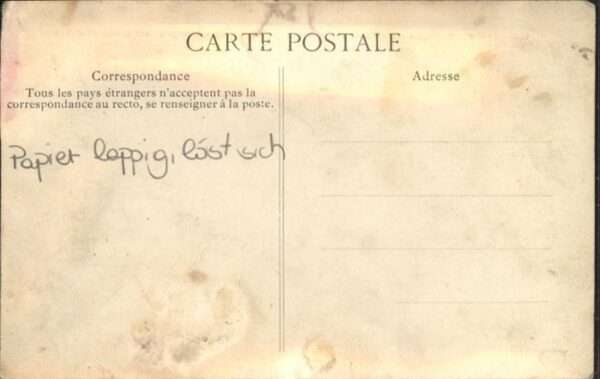 CARTE POSTALE
Correspondance
Tous les pays étrangers n'acceptent pas la
correspondance au recto, se renseigner à la poste.
Papier lappig, löst sich
Adresse